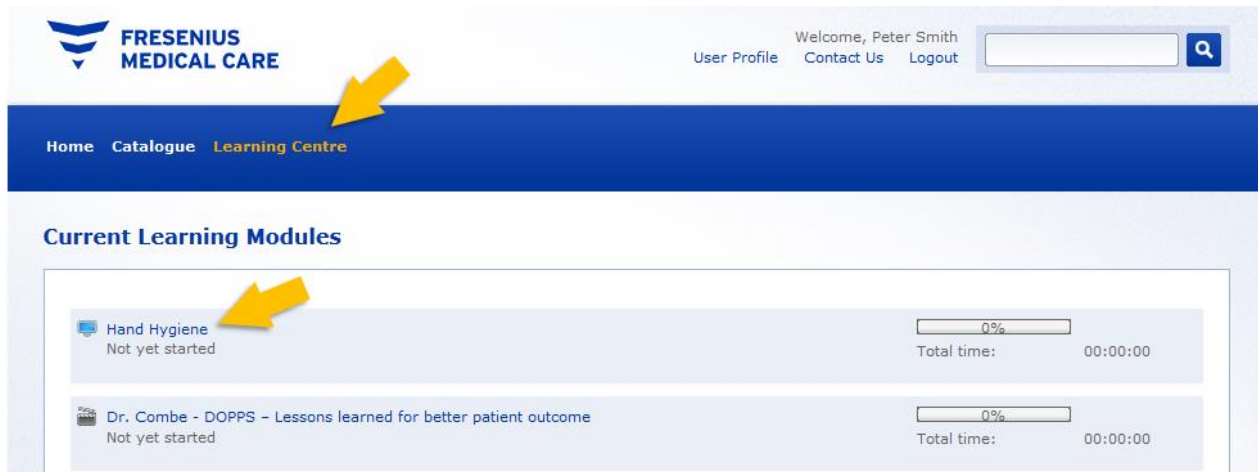 FRESENIUS
MEDICAL CARE
Welcome, Peter Smith
User Profile Contact Us Logout
Home Catalogue Learning Centre
Current Learning Modules
Hand Hygiene
Not yet started
0%
Total time: 00:00:00
Dr. Combe - DOPPS – Lessons learned for better patient outcome
Not yet started
0%
Total time: 00:00:00